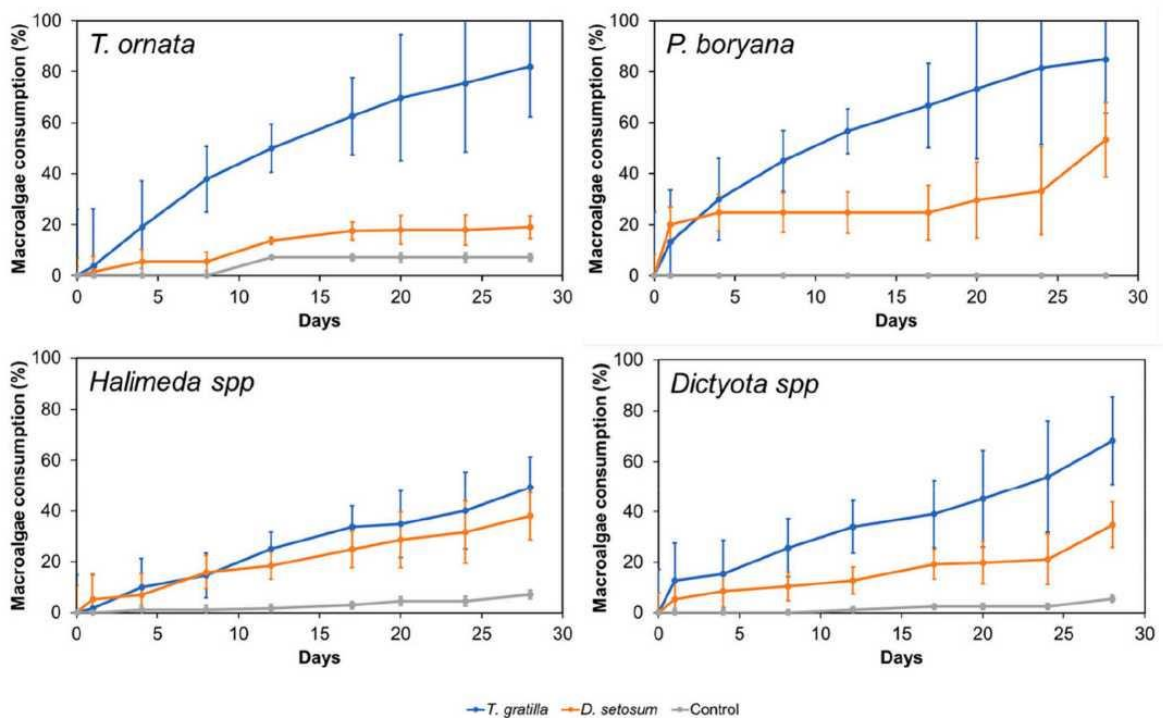 T. ornata
Macroalgae consumption (%)
100
80
60
40
20
0
0 5 10 15 20 25 30
Days
P. boryana
Macroalgae consumption (%)
100
80
60
40
20
0
0 5 10 15 20 25 30
Days
Halimeda spp
Macroalgae consumption (%)
100
80
60
40
20
0
0 5 10 15 20 25 30
Days
Dictyota spp
Macroalgae consumption (%)
100
80
60
40
20
0
0 5 10 15 20 25 30
Days
T. gratilla D. setosum Control